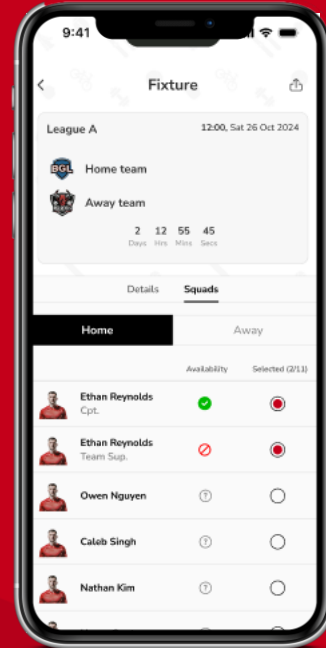 9:41
Fixture
League A 12:00, Sat 26 Oct 2024
BGL Home team
Away team
2 12 55 45
Days Hrs Mins Secs
Details Squads
Home Away
Availability Selected (2/11)
Ethan Reynolds
Cpt.
Ethan Reynolds
Team Sup.
Owen Nguyen
?
Caleb Singh
?
Nathan Kim
?